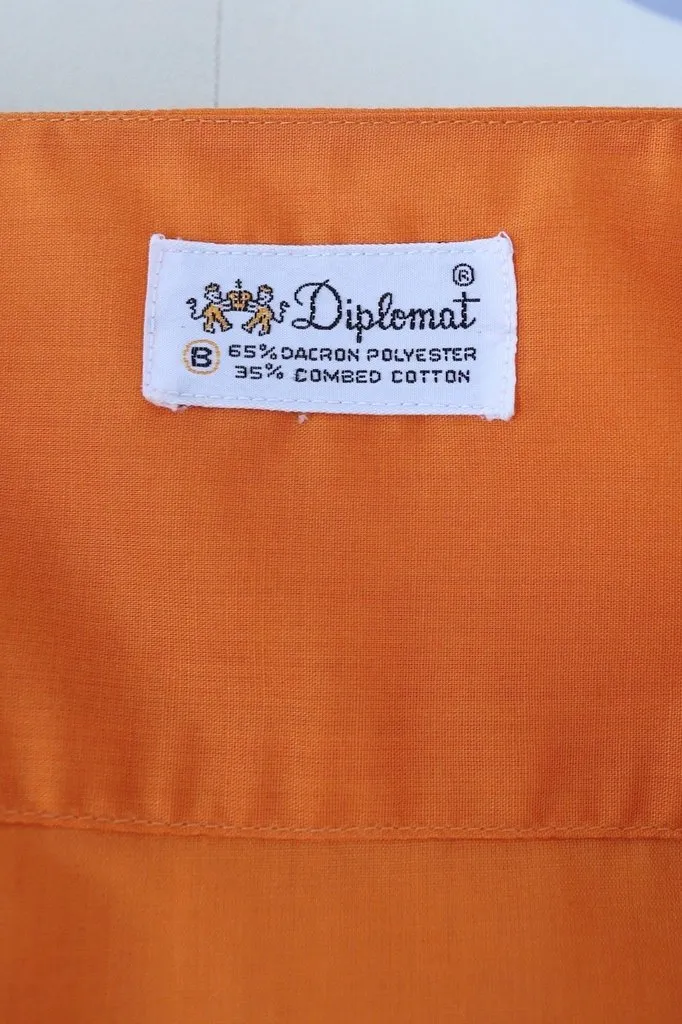 Diplomat ®
B 65% DACRON POLYESTER
35% COMBED COTTON